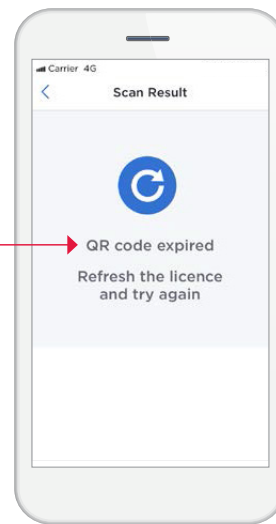 Carrier 4G
Scan Result
QR code expired
Refresh the licence
and try again